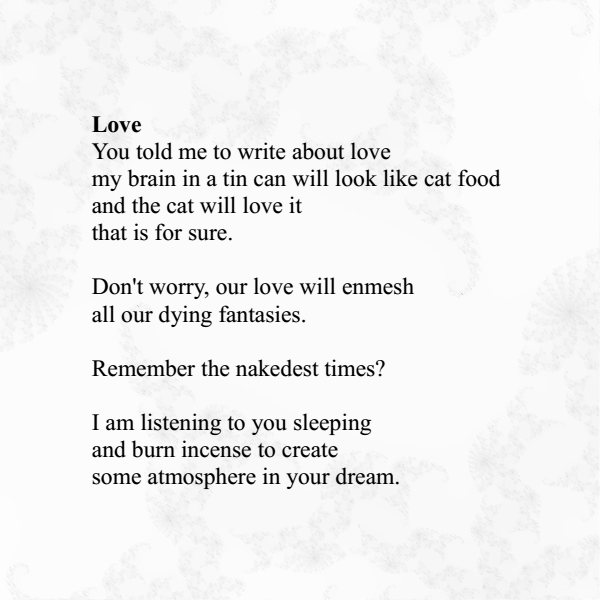 Love
You told me to write about love
my brain in a tin can will look like cat food
and the cat will love it
that is for sure.
Don't worry, our love will enmesh
all our dying fantasies.
Remember the nakedest times?
I am listening to you sleeping
and burn incense to create
some atmosphere in your dream.